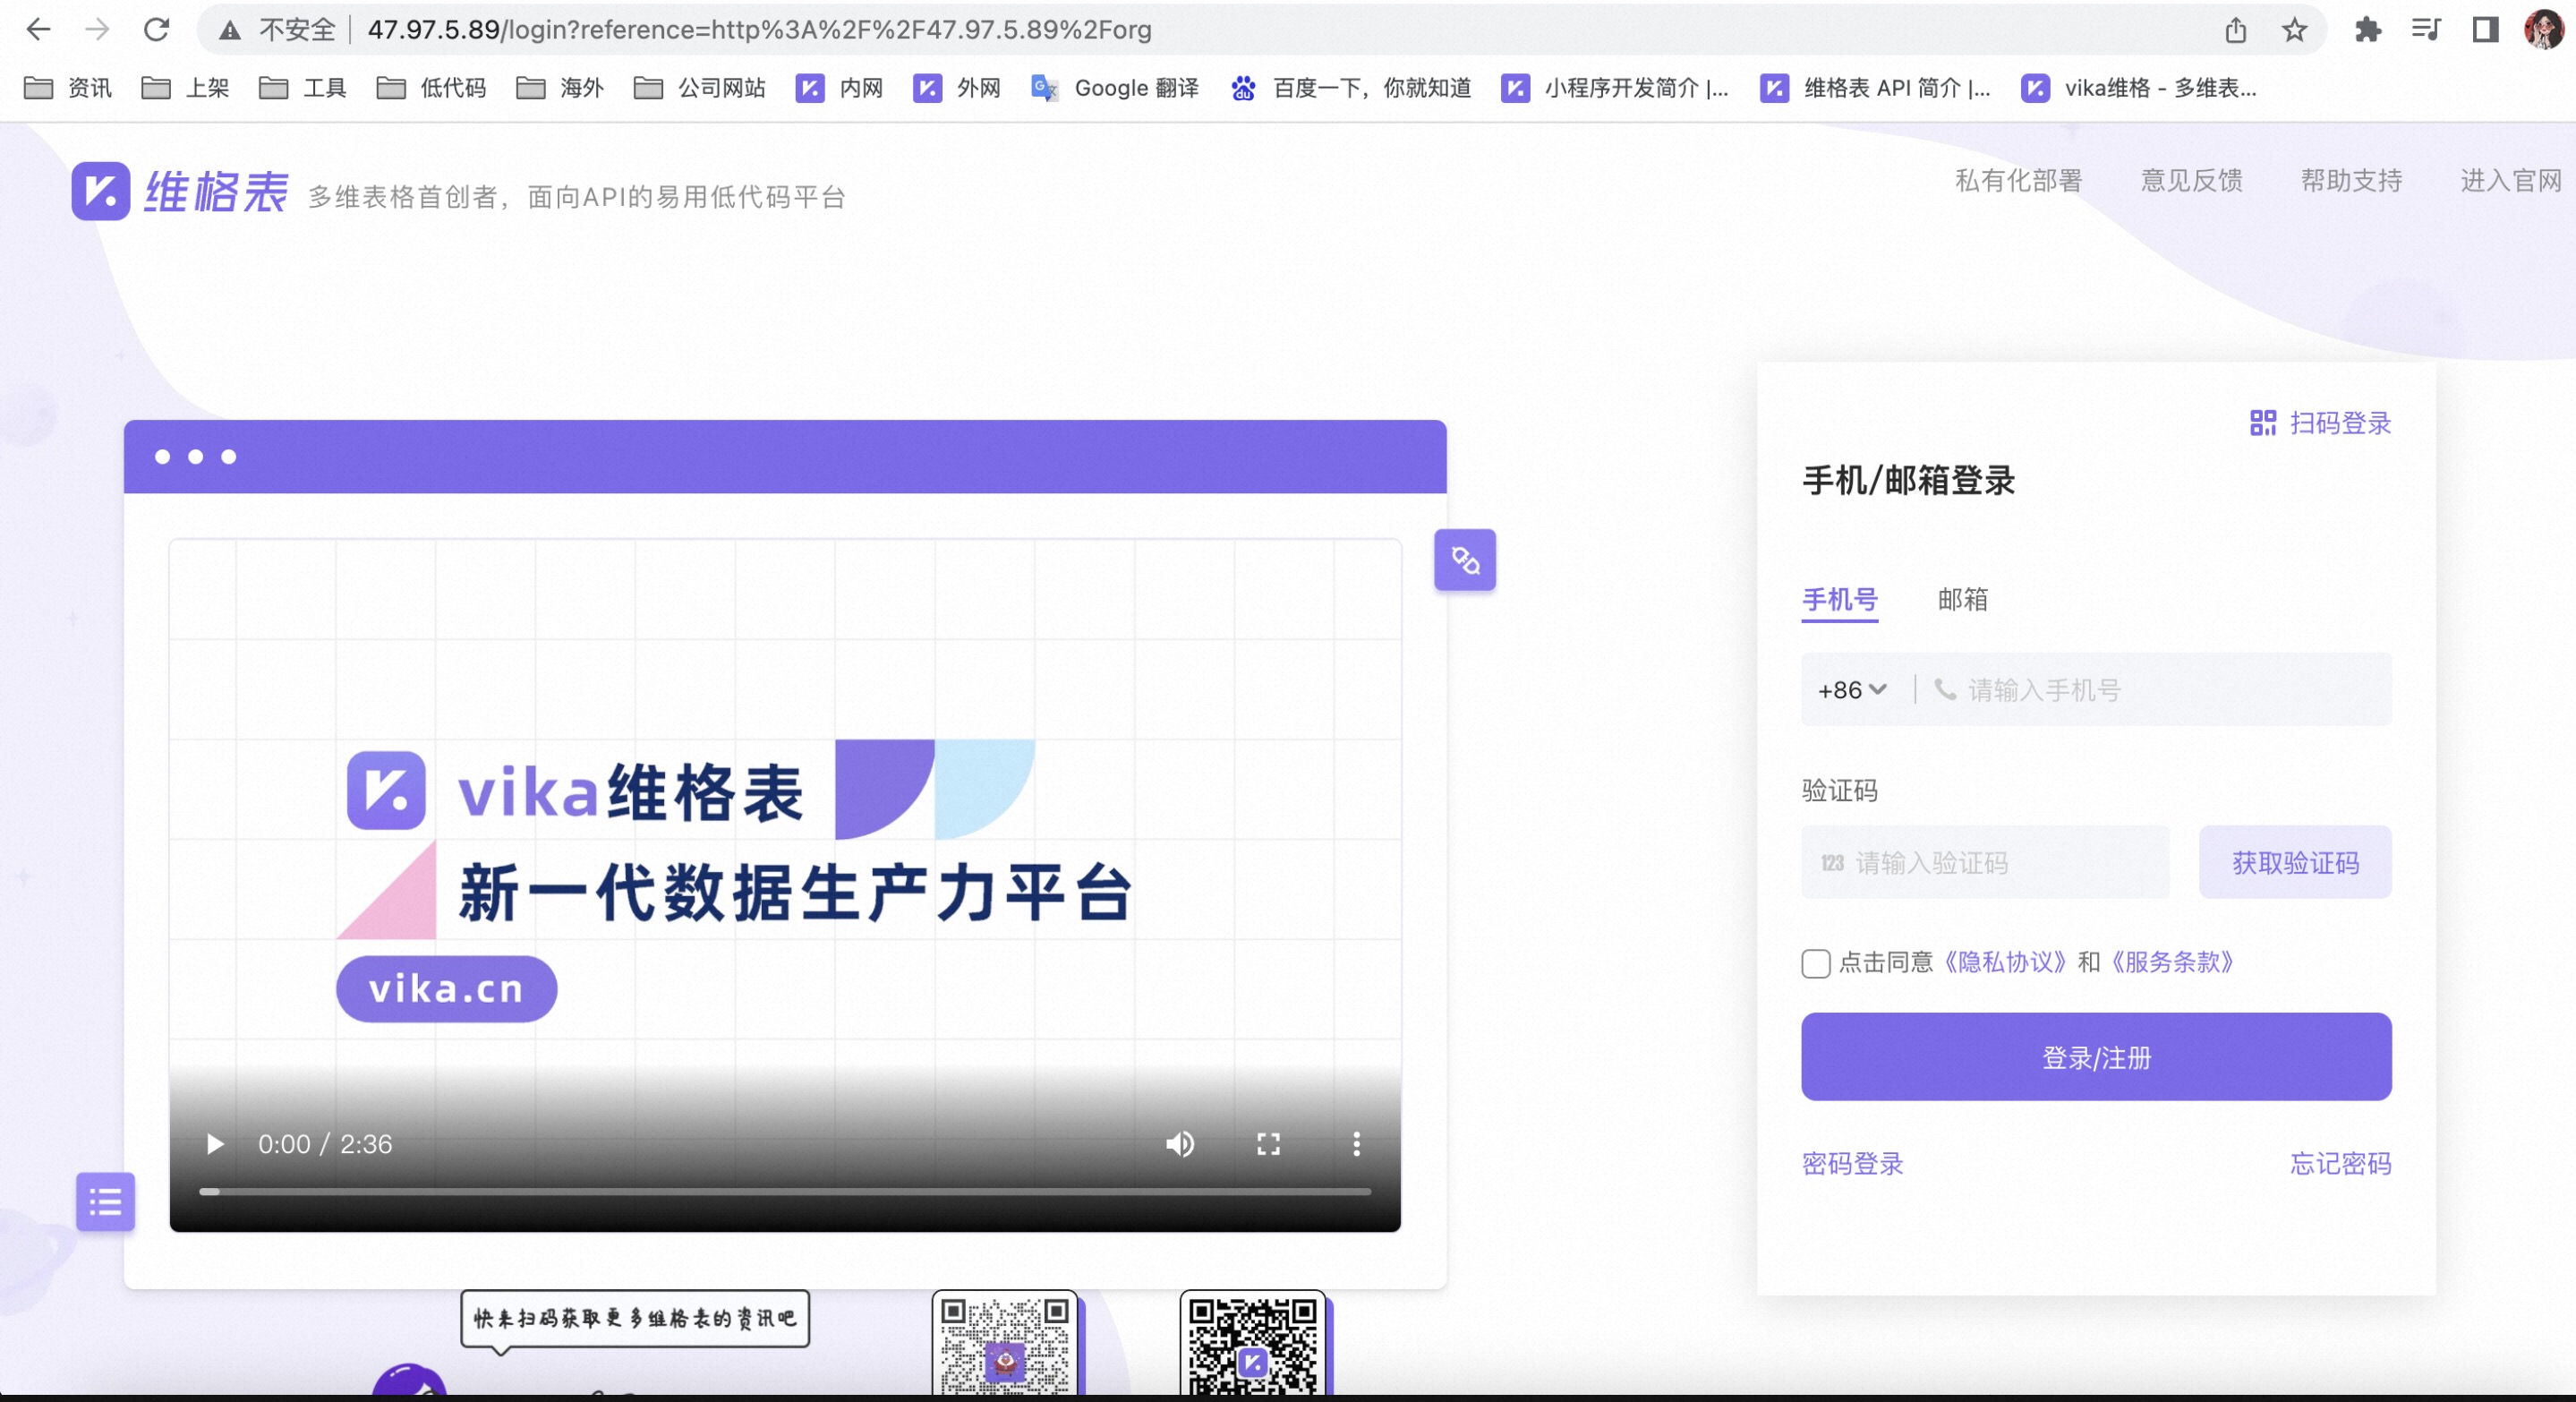 不安全 47.97.5.89/login?reference=http%3A%2F%2F47.97.5.89%2Forg
资讯 上架 工具 低代码 海外 公司网站 内网 外网 Google 翻译 百度一下，你就知道 小程序开发简介 |... 维格表 API 简介 |... vika维格 - 多维表...
维格表 多维表格首创者，面向API的易用低代码平台
私有化部署 意见反馈 帮助支持 进入官网
扫码登录
手机/邮箱登录
手机号 邮箱
+86 请输入手机号
验证码
123 请输入验证码 获取验证码
点击同意《隐私协议》和《服务条款》
登录/注册
密码登录 忘记密码
vika维格表
新一代数据生产力平台
vika.cn
0:00 / 2:36
快来扫码获取更多维格表的资讯吧